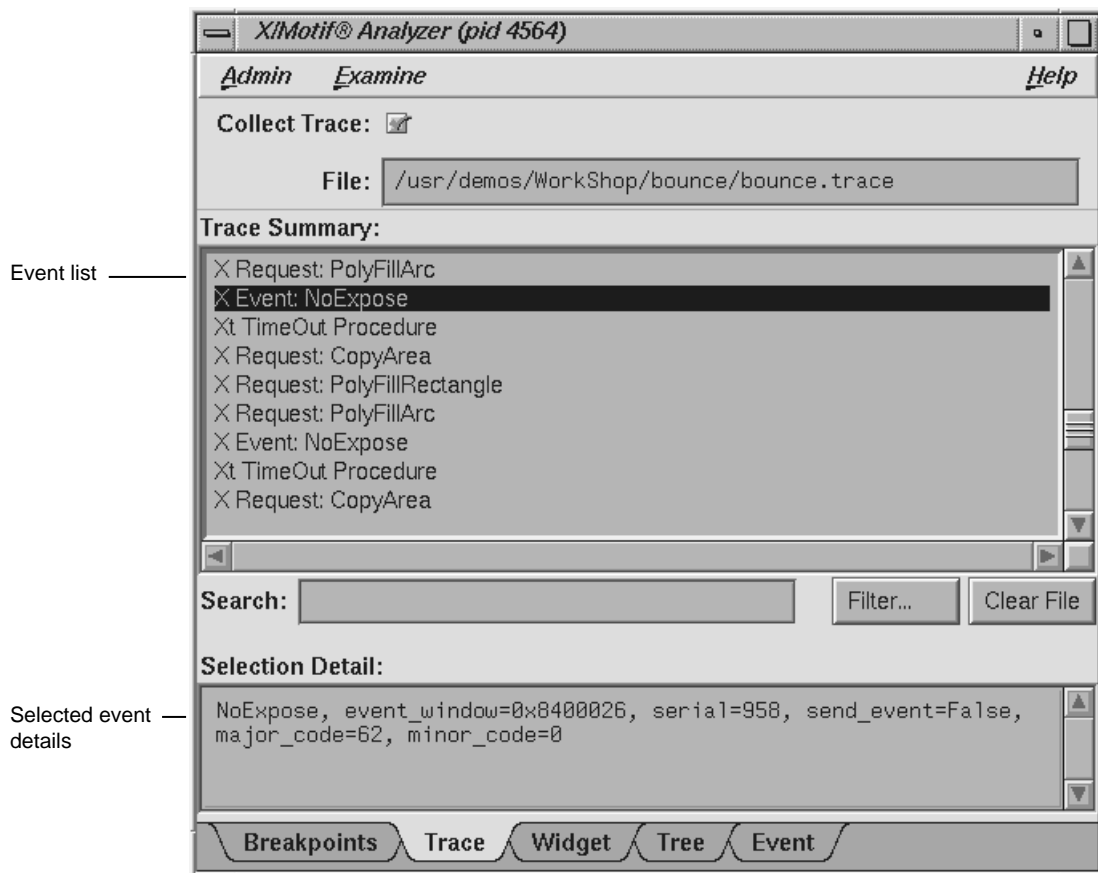 X/Motif® Analyzer (pid 4564)
Admin Examine Help
Collect Trace:
File: /usr/demos/WorkShop/bounce/bounce.trace
Trace Summary:
Event list
X Request: PolyFillArc
X Event: NoExpose
Xt TimeOut Procedure
X Request: CopyArea
X Request: PolyFillRectangle
X Request: PolyFillArc
X Event: NoExpose
Xt TimeOut Procedure
X Request: CopyArea
Search: Filter... Clear File
Selection Detail:
Selected event
details
NoExpose, event_window=0x8400026, serial=958, send_event=False,
major_code=62, minor_code=0
Breakpoints Trace Widget Tree Event